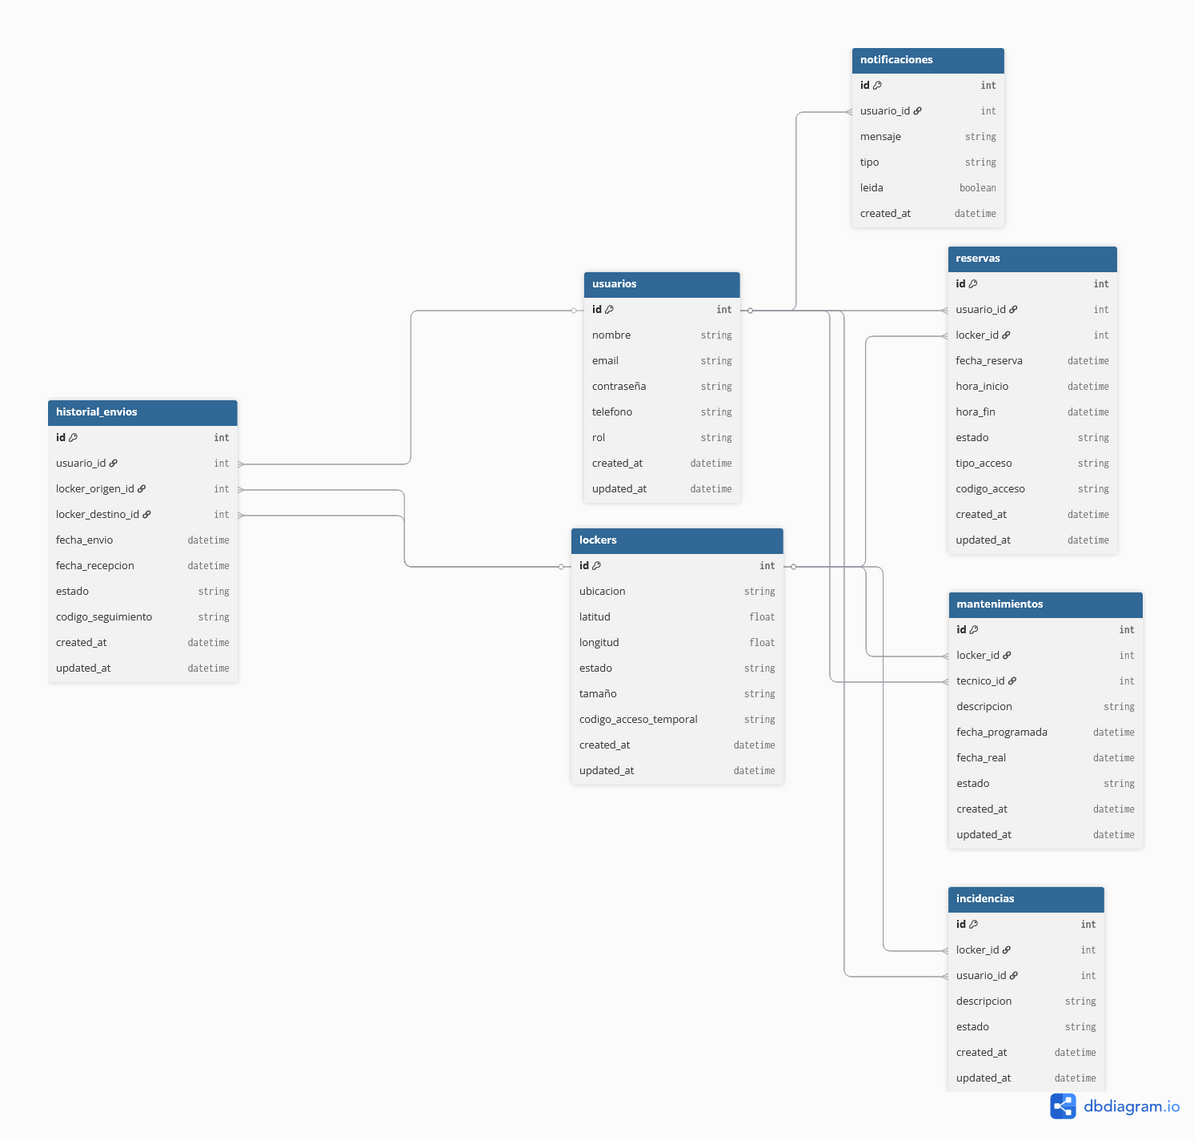 notificaciones
id int
usuario_id int
mensaje string
tipo string
leida boolean
created_at datetime
reservas
id int
usuario_id int
locker_id int
fecha_reserva datetime
hora_inicio datetime
hora_fin datetime
estado string
tipo_acceso string
codigo_acceso string
created_at datetime
updated_at datetime
usuarios
id int
nombre string
email string
contraseña string
telefono string
rol string
created_at datetime
updated_at datetime
historial_envios
id int
usuario_id int
locker_origen_id int
locker_destino_id int
fecha_envio datetime
fecha_recepcion datetime
estado string
codigo_seguimiento string
created_at datetime
updated_at datetime
lockers
id int
ubicacion string
latitud float
longitud float
estado string
tamaño string
codigo_acceso_temporal string
created_at datetime
updated_at datetime
mantenimientos
id int
locker_id int
tecnico_id int
descripcion string
fecha_programada datetime
fecha_real datetime
estado string
created_at datetime
updated_at datetime
incidencias
id int
locker_id int
usuario_id int
descripcion string
estado string
created_at datetime
updated_at datetime
dbdiagram.io